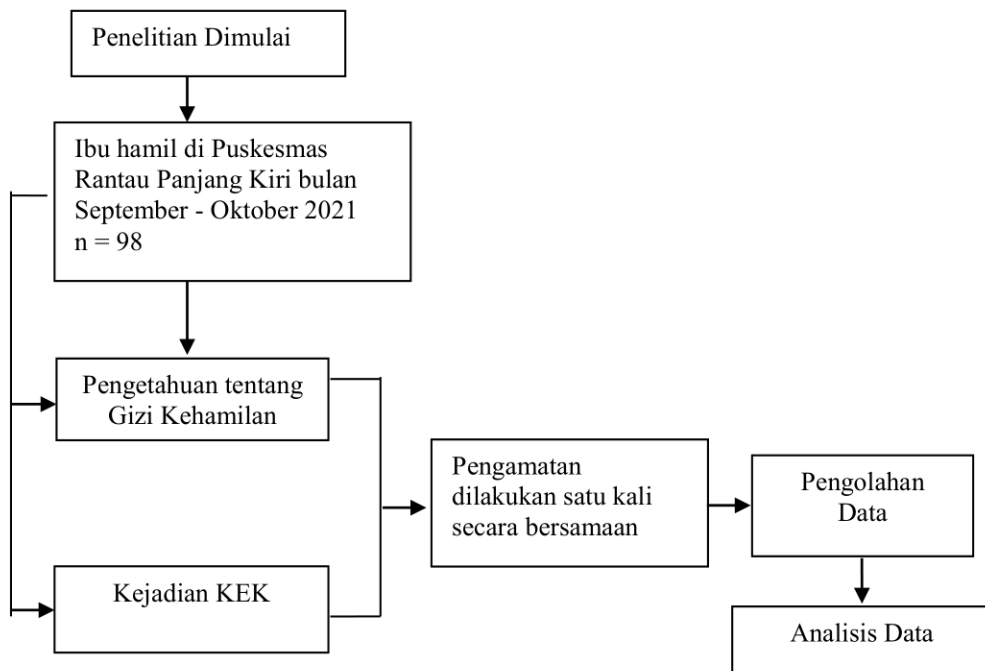 Penelitian Dimulai
Ibu hamil di Puskesmas
Rantau Panjang Kiri bulan
September - Oktober 2021
n = 98
Pengetahuan tentang
Gizi Kehamilan
Kejadian KEK
Pengamatan
dilakukan satu kali
secara bersamaan
Pengolahan
Data
Analisis Data